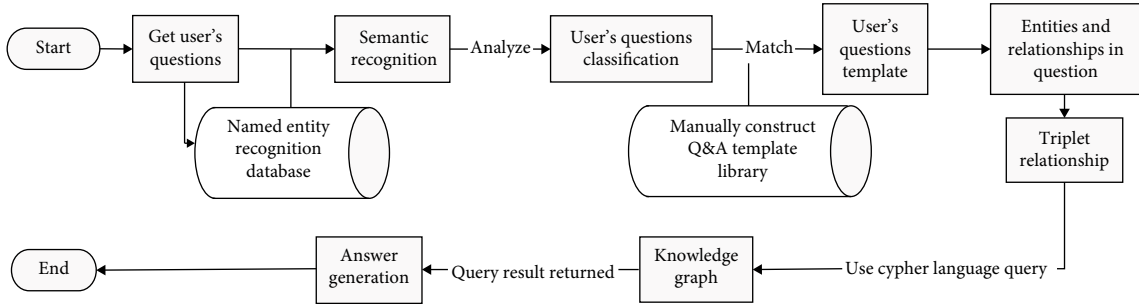 Start
Get user's
questions
Semantic
recognition
Analyze
User's questions
classification
Match
User's
questions
template
Entities and
relationships in
question
Named entity
recognition
database
Manually construct
Q&A template
library
Triplet
relationship
End
Answer
generation
Query result returned
Knowledge
graph
Use cypher language query